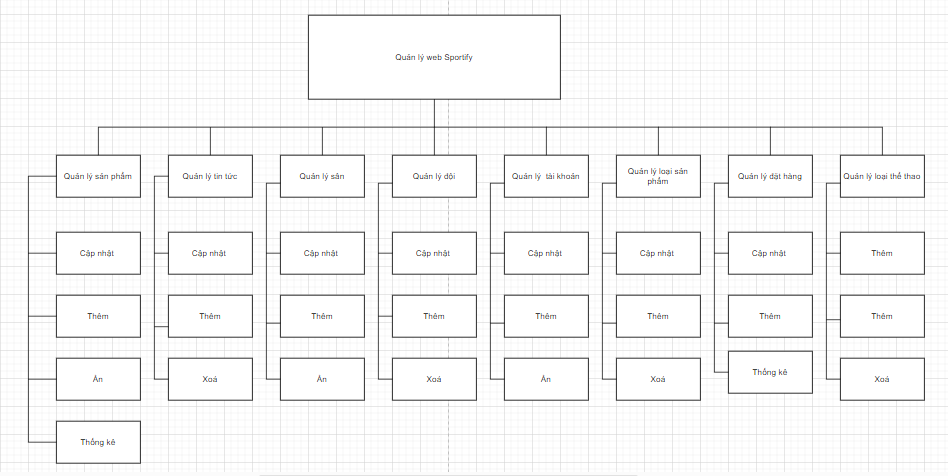 Quản lý web Sportify
Quản lý sản phẩm
Quản lý tin tức
Quản lý sân
Quản lý đội
Quản lý tài khoản
Quản lý loại sản
phẩm
Quản lý đặt hàng
Quản lý loại thể thao
Cập nhật
Cập nhật
Cập nhật
Cập nhật
Cập nhật
Cập nhật
Cập nhật
Thêm
Thêm
Thêm
Thêm
Thêm
Thêm
Thêm
Thêm
Thêm
Ẩn
Xoá
Ẩn
Xoá
Ẩn
Xoá
Thống kê
Xoá
Thống kê